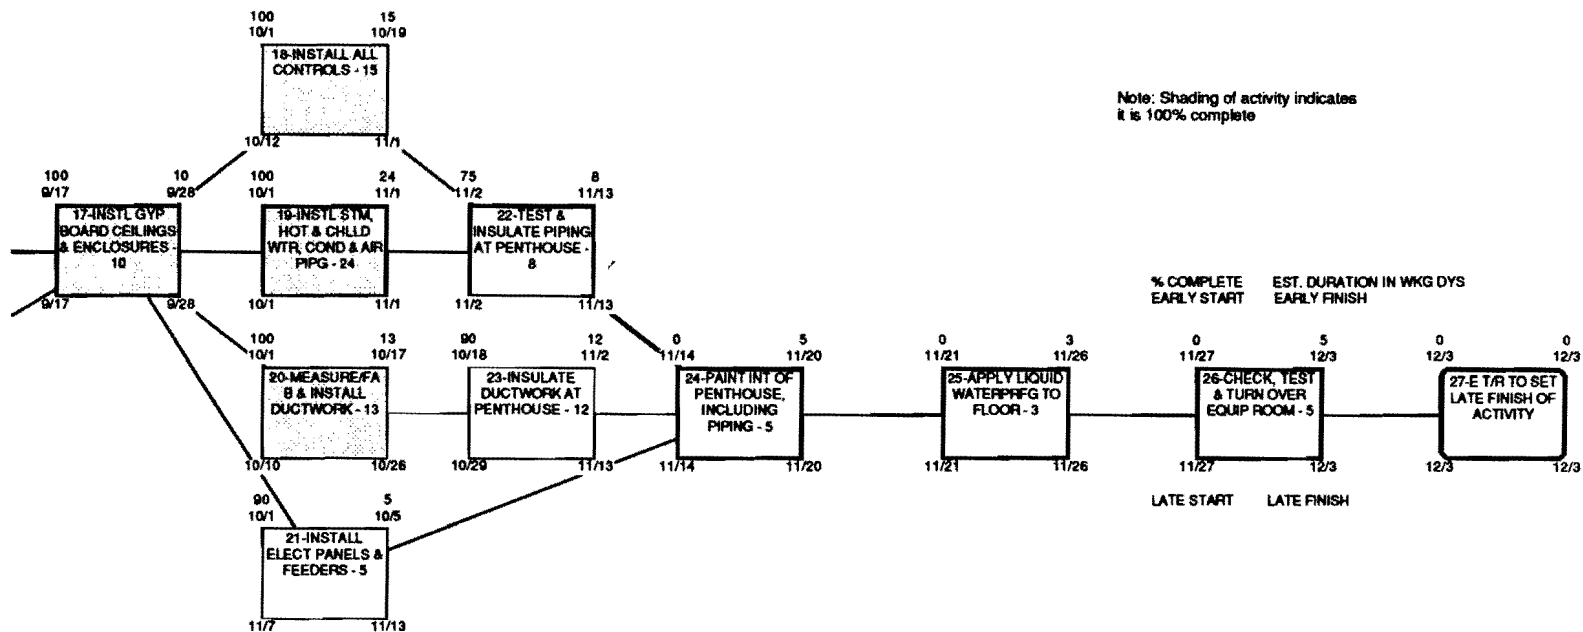 100 15
10/1 10/19
18-INSTALL ALL
CONTROLS - 15
10/12 11/1
Note: Shading of activity indicates
it is 100% complete
100 10
9/17 9/28
17-INSTL GYP
BOARD CEILINGS
& ENCLOSURES -
10
9/17 9/28
100 24
10/1 11/1
19-INSTL STM,
HOT & CHLLD
WTR, COND & AIR
PIPG - 24
10/1 11/1
75 8
11/2 11/13
22-TEST &
INSULATE PIPING
AT PENTHOUSE -
8
11/2 11/13
% COMPLETE EST. DURATION IN WKG DYS
EARLY START EARLY FINISH
100 13
10/1 10/17
20-MEASURE/FA
B & INSTALL
DUCTWORK - 13
10/10 10/26
90 12
10/18 11/2
23-INSULATE
DUCTWORK AT
PENTHOUSE - 12
10/29 11/13
0 5
11/14 11/20
24-PAINT INT OF
PENTHOUSE,
INCLUDING
PIPING - 5
11/14 11/20
0 3
11/21 11/26
25-APPLY LIQUID
WATERPRFG TO
FLOOR - 3
11/21 11/26
0 5
11/27 12/3
26-CHECK, TEST
& TURN OVER
EQUIP ROOM - 5
11/27 12/3
0 0
12/3 12/3
27-E T/R TO SET
LATE FINISH OF
ACTIVITY
12/3 12/3
LATE START LATE FINISH
90 5
10/1 10/5
21-INSTALL
ELECT PANELS &
FEEDERS - 5
11/7 11/13